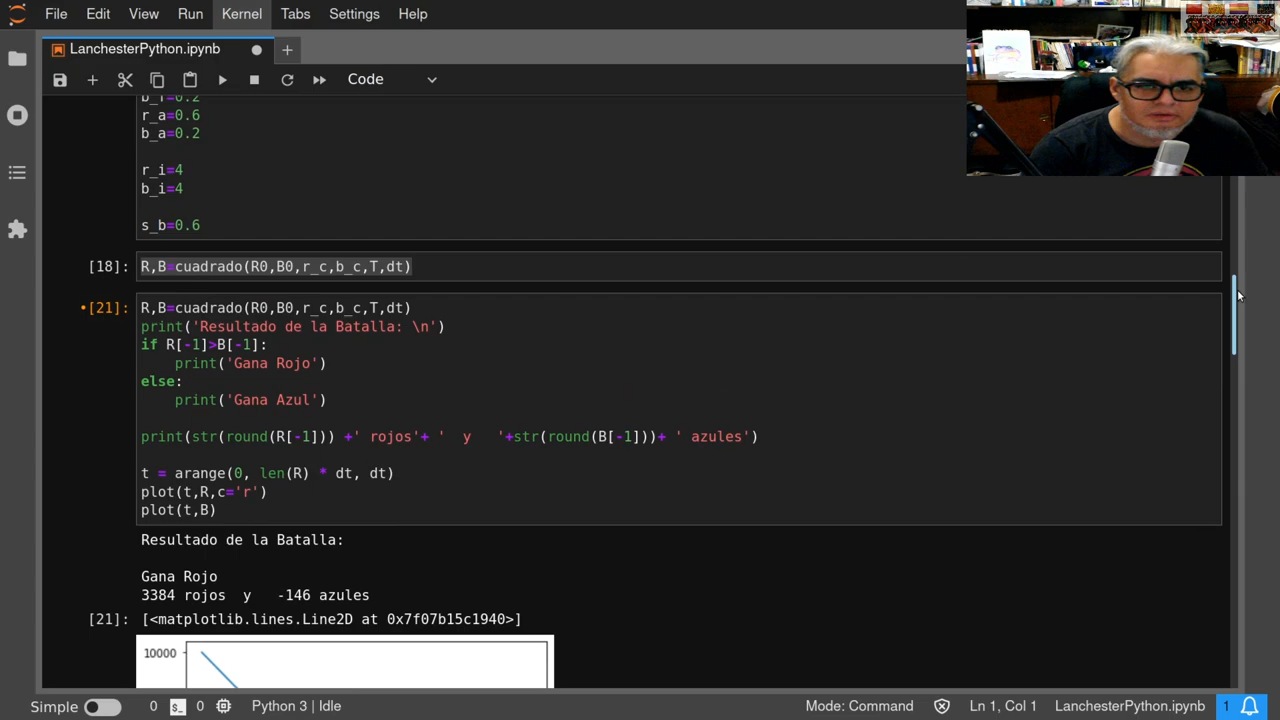 File Edit View Run Kernel Tabs Settings Help
LanchesterPython.ipynb
Code
r_a=0.6
b_a=0.2
r_i=4
b_i=4
s_b=0.6
[18]: R,B=cuadrado(R0,B0,r_c,b_c,T,dt)
•[21]: R,B=cuadrado(R0,B0,r_c,b_c,T,dt)
print('Resultado de la Batalla: \n')
if R[-1]>B[-1]:
print('Gana Rojo')
else:
print('Gana Azul')
print(str(round(R[-1])) +' rojos'+ '  y   '+str(round(B[-1]))+ ' azules')
t = arange(0, len(R) * dt, dt)
plot(t,R,c='r')
plot(t,B)
Resultado de la Batalla:
Gana Rojo
3384 rojos  y   -146 azules
[21]: [<matplotlib.lines.Line2D at 0x7f07b15c1940>]
10000
Simple 0 $_ 0 Python 3 | Idle Mode: Command Ln 1, Col 1 LanchesterPython.ipynb 1